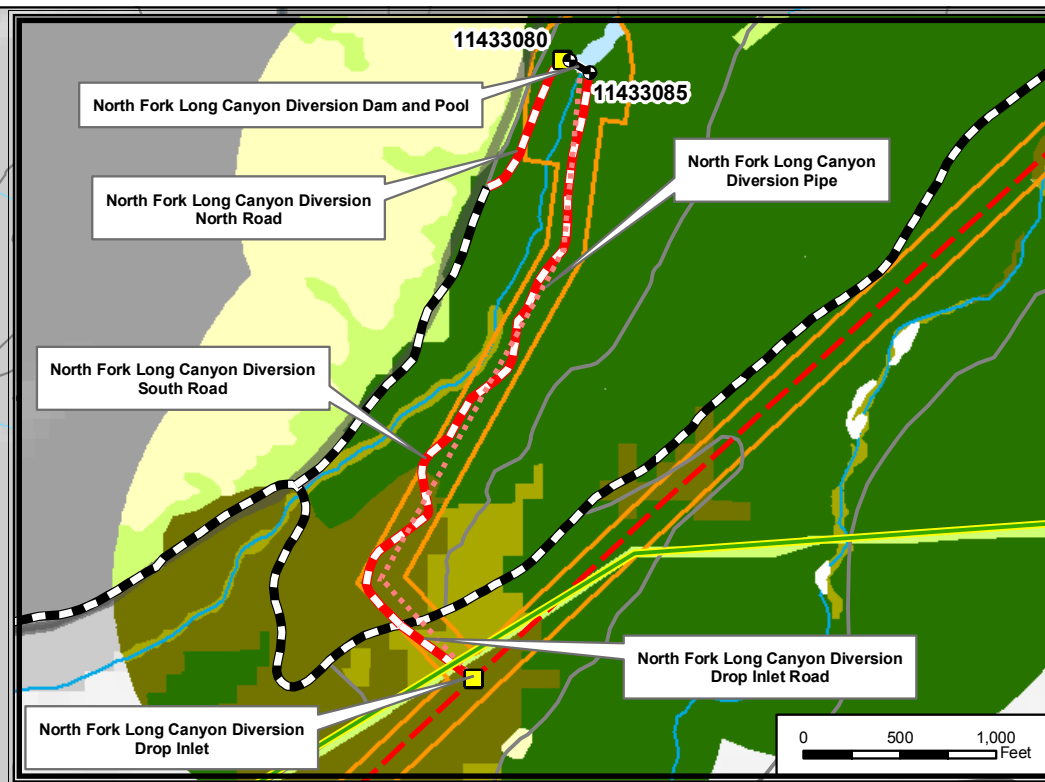 11433080
North Fork Long Canyon Diversion Dam and Pool
11433085
North Fork Long Canyon
Diversion Pipe
North Fork Long Canyon Diversion
North Road
North Fork Long Canyon Diversion
South Road
North Fork Long Canyon Diversion
Drop Inlet Road
North Fork Long Canyon Diversion
Drop Inlet
0 500 1,000
Feet